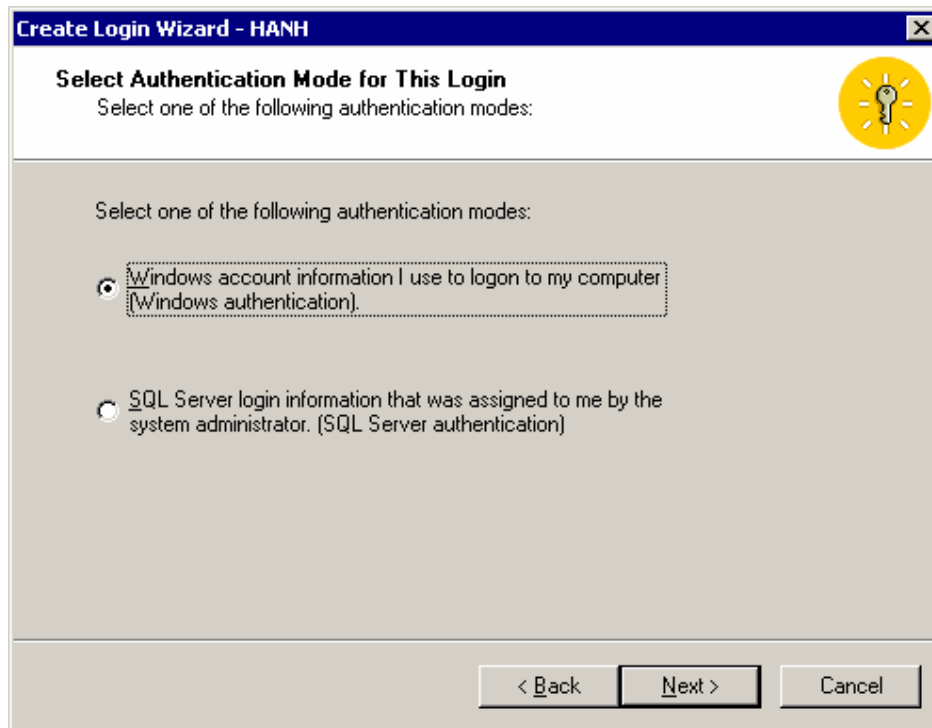 Create Login Wizard - HANH
Select Authentication Mode for This Login
Select one of the following authentication modes:
Select one of the following authentication modes:
Windows account information I use to logon to my computer
(Windows authentication).
SQL Server login information that was assigned to me by the
system administrator. (SQL Server authentication)
< Back
Next >
Cancel